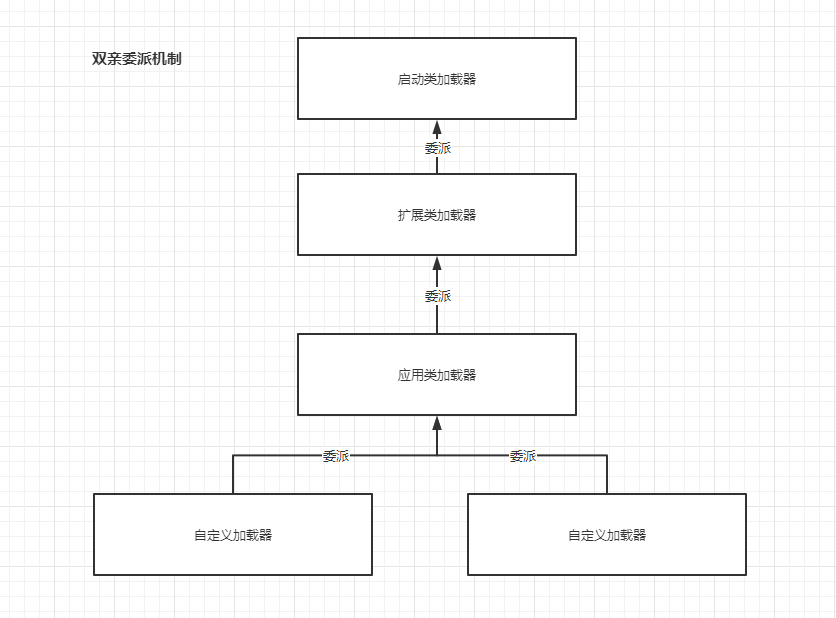 双亲委派机制
启动类加载器
委派
扩展类加载器
委派
应用类加载器
委派 委派
自定义加载器 自定义加载器